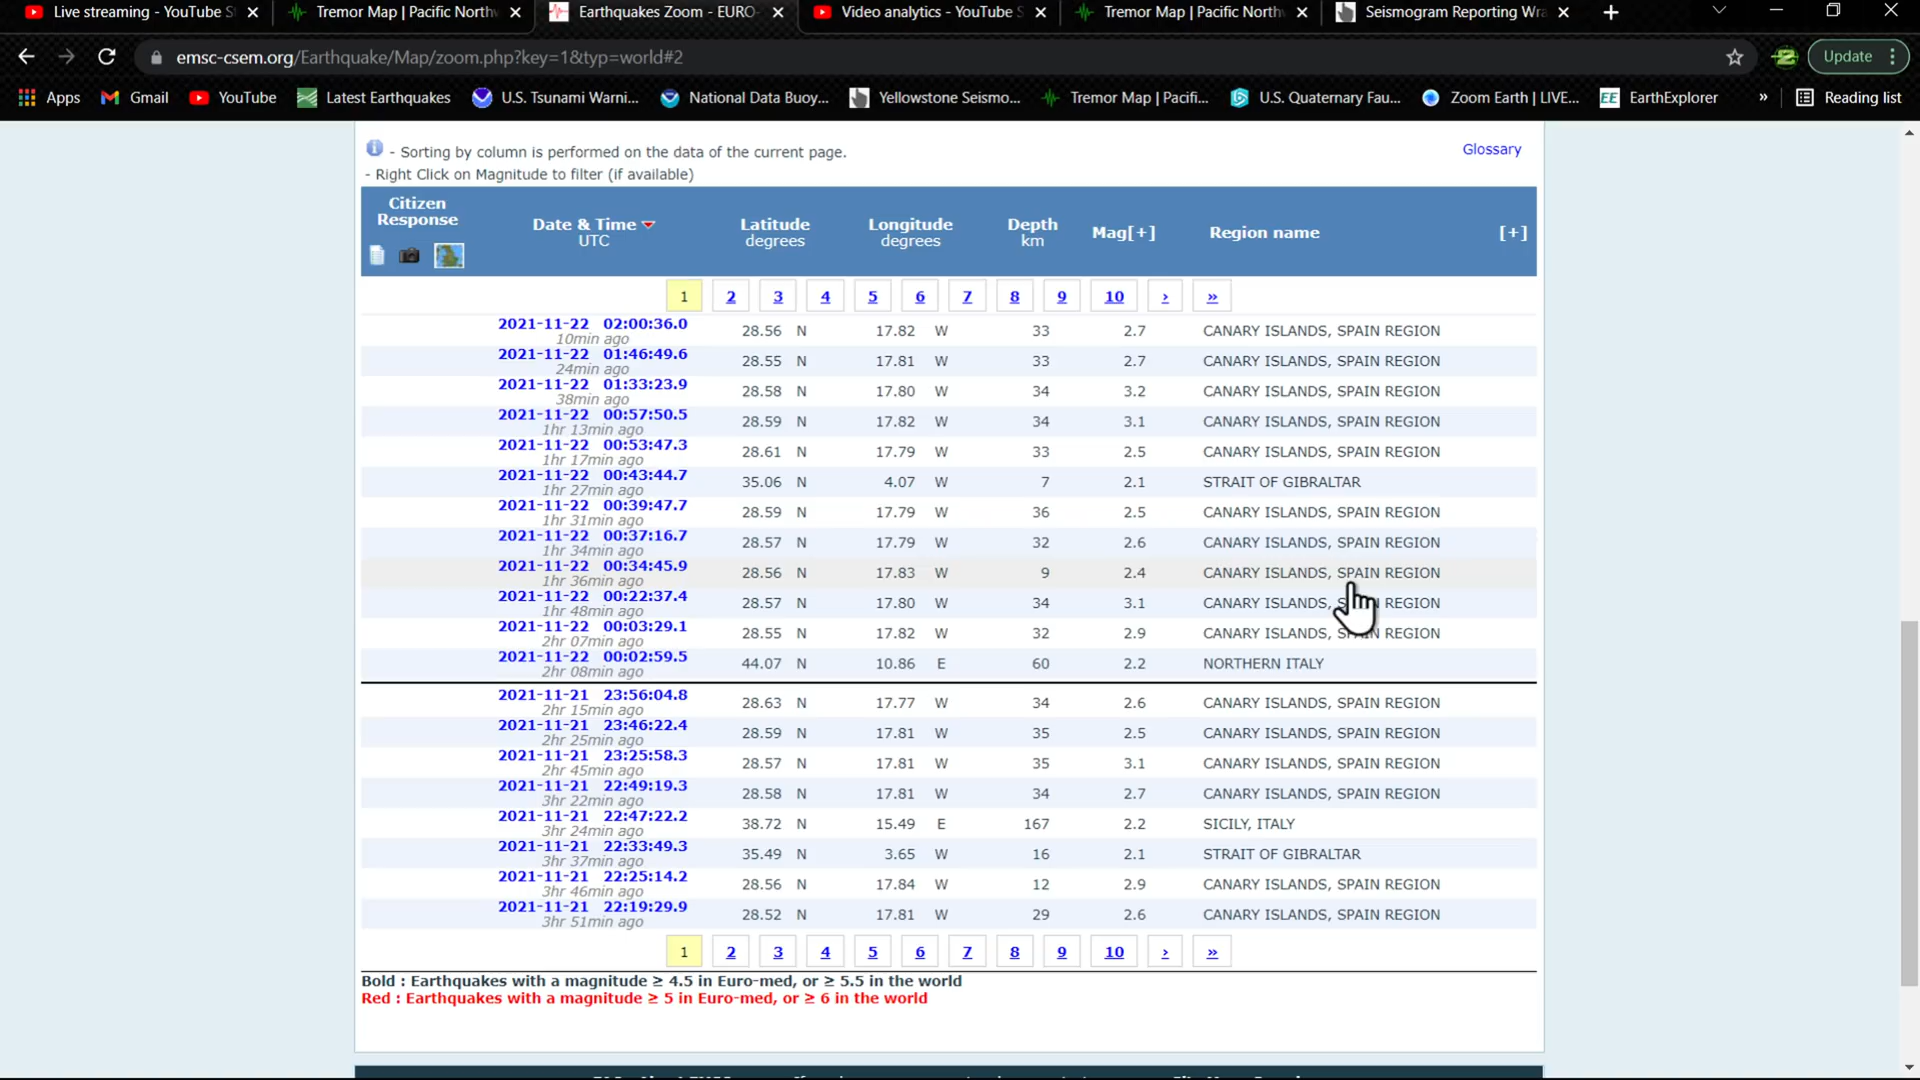 Live streaming - YouTube S
Tremor Map | Pacific Northw
Earthquakes Zoom - EURO-
Video analytics - YouTube S
Tremor Map | Pacific Northw
Seismogram Reporting Wra
emsc-csem.org/Earthquake/Map/zoom.php?key=1&typ=world#2
Update
Apps Gmail YouTube Latest Earthquakes U.S. Tsunami Warni... National Data Buoy... Yellowstone Seismo... Tremor Map | Pacifi... U.S. Quaternary Fau... Zoom Earth | LIVE... EE EarthExplorer » Reading list
- Sorting by column is performed on the data of the current page.
Glossary
- Right Click on Magnitude to filter (if available)
Citizen Response
Date & Time UTC
Latitude degrees
Longitude degrees
Depth km
Mag[+]
Region name
[+]
1 2 3 4 5 6 7 8 9 10 › »
2021-11-22 02:00:36.0 10min ago 28.56 N 17.82 W 33 2.7 CANARY ISLANDS, SPAIN REGION
2021-11-22 01:46:49.6 24min ago 28.55 N 17.81 W 33 2.7 CANARY ISLANDS, SPAIN REGION
2021-11-22 01:33:23.9 38min ago 28.58 N 17.80 W 34 3.2 CANARY ISLANDS, SPAIN REGION
2021-11-22 00:57:50.5 1hr 13min ago 28.59 N 17.82 W 34 3.1 CANARY ISLANDS, SPAIN REGION
2021-11-22 00:53:47.3 1hr 17min ago 28.61 N 17.79 W 33 2.5 CANARY ISLANDS, SPAIN REGION
2021-11-22 00:43:44.7 1hr 27min ago 35.06 N 4.07 W 7 2.1 STRAIT OF GIBRALTAR
2021-11-22 00:39:47.7 1hr 31min ago 28.59 N 17.79 W 36 2.5 CANARY ISLANDS, SPAIN REGION
2021-11-22 00:37:16.7 1hr 34min ago 28.57 N 17.79 W 32 2.6 CANARY ISLANDS, SPAIN REGION
2021-11-22 00:34:45.9 1hr 36min ago 28.56 N 17.83 W 9 2.4 CANARY ISLANDS, SPAIN REGION
2021-11-22 00:22:37.4 1hr 48min ago 28.57 N 17.80 W 34 3.1 CANARY ISLANDS, SPAIN REGION
2021-11-22 00:03:29.1 2hr 07min ago 28.55 N 17.82 W 32 2.9 CANARY ISLANDS, SPAIN REGION
2021-11-22 00:02:59.5 2hr 08min ago 44.07 N 10.86 E 60 2.2 NORTHERN ITALY
2021-11-21 23:56:04.8 2hr 15min ago 28.63 N 17.77 W 34 2.6 CANARY ISLANDS, SPAIN REGION
2021-11-21 23:46:22.4 2hr 25min ago 28.59 N 17.81 W 35 2.5 CANARY ISLANDS, SPAIN REGION
2021-11-21 23:25:58.3 2hr 45min ago 28.57 N 17.81 W 35 3.1 CANARY ISLANDS, SPAIN REGION
2021-11-21 22:49:19.3 3hr 22min ago 28.58 N 17.81 W 34 2.7 CANARY ISLANDS, SPAIN REGION
2021-11-21 22:47:22.2 3hr 24min ago 38.72 N 15.49 E 167 2.2 SICILY, ITALY
2021-11-21 22:33:49.3 3hr 37min ago 35.49 N 3.65 W 16 2.1 STRAIT OF GIBRALTAR
2021-11-21 22:25:14.2 3hr 46min ago 28.56 N 17.84 W 12 2.9 CANARY ISLANDS, SPAIN REGION
2021-11-21 22:19:29.9 3hr 51min ago 28.52 N 17.81 W 29 2.6 CANARY ISLANDS, SPAIN REGION
1 2 3 4 5 6 7 8 9 10 › »
Bold : Earthquakes with a magnitude ≥ 4.5 in Euro-med, or ≥ 5.5 in the world
Red : Earthquakes with a magnitude ≥ 5 in Euro-med, or ≥ 6 in the world